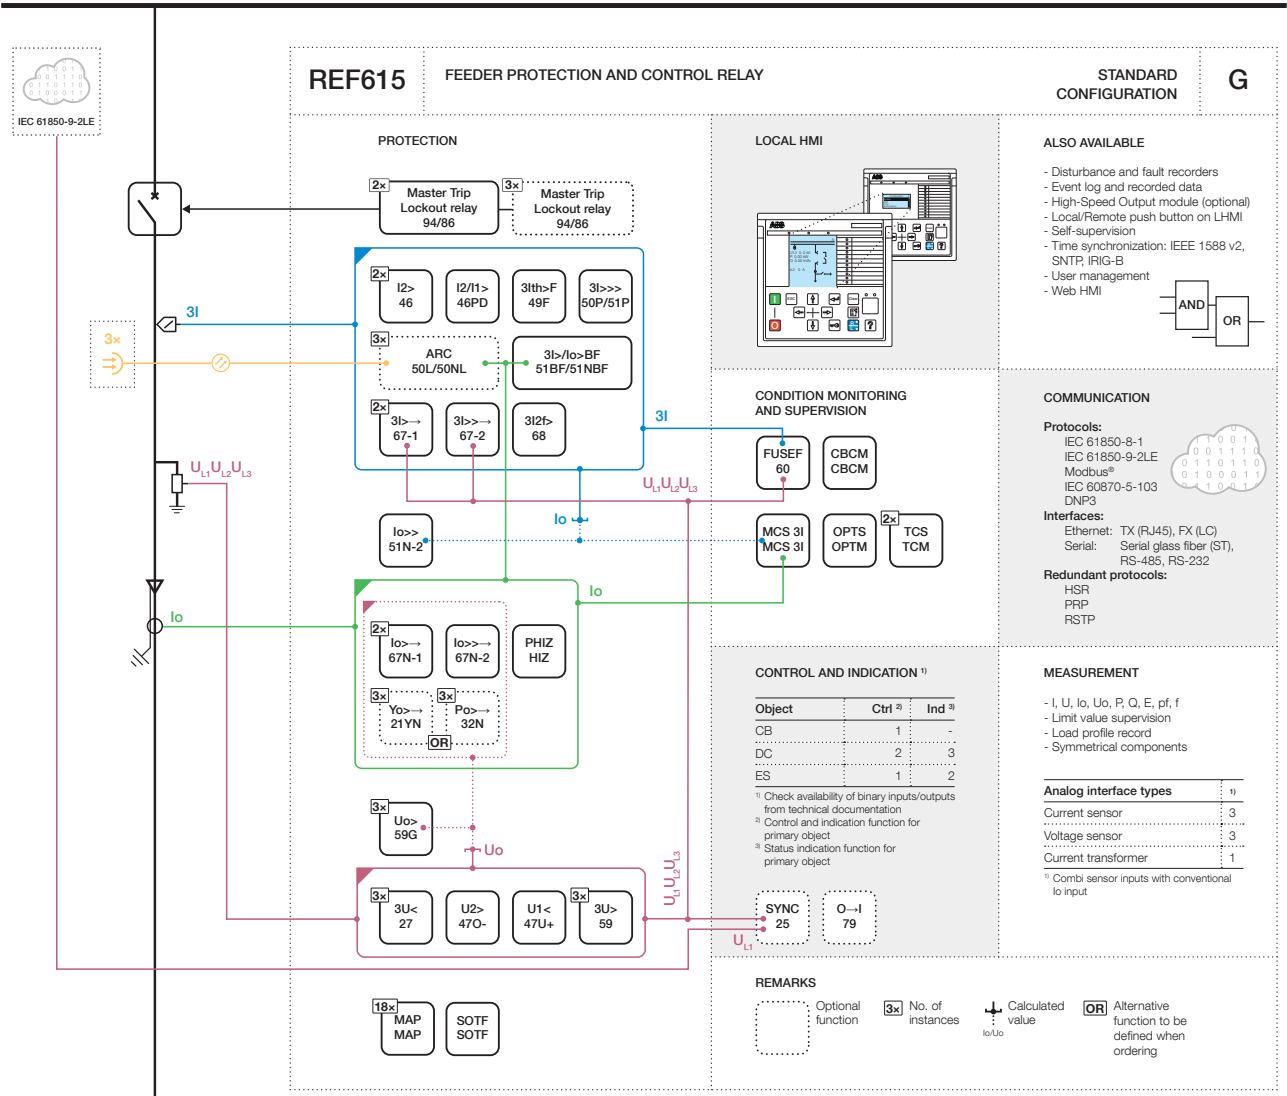 REF615
FEEDER PROTECTION AND CONTROL RELAY
STANDARD
CONFIGURATION
G
IEC 61850-9-2LE
PROTECTION
2×
Master Trip
Lockout relay
94/86
3×
Master Trip
Lockout relay
94/86
2×
I2>
46
I2/I1>
46PD
3Ith>F
49F
3I>>>
50P/51P
3I
3×
3×
ARC
50L/50NL
3I>/Io>BF
51BF/51NBF
2×
3I>→
67-1
3I>>→
67-2
3I2f>
68
3I
UL1UL2UL3
UL1UL2UL3
Io
Io>>
51N-2
Io
Io
2×
Io>→
67N-1
Io>>→
67N-2
PHIZ
HIZ
3×
Yo>→
21YN
3×
Po>→
32N
OR
3×
Uo>
59G
Uo
3×
3U<
27
U2>
47O-
U1<
47U+
3×
3U>
59
UL1UL2UL3
UL1
18×
MAP
MAP
SOTF
SOTF
LOCAL HMI
ABB
ABB
ESC
CONDITION MONITORING
AND SUPERVISION
FUSEF
60
CBCM
CBCM
MCS 3I
MCS 3I
OPTS
OPTM
2×
TCS
TCM
CONTROL AND INDICATION 1)
Object Ctrl 2) Ind 3)
CB 1 -
DC 2 3
ES 1 2
1) Check availability of binary inputs/outputs
from technical documentation
2) Control and indication function for
primary object
3) Status indication function for
primary object
SYNC
25
O→I
79
ALSO AVAILABLE
- Disturbance and fault recorders
- Event log and recorded data
- High-Speed Output module (optional)
- Local/Remote push button on LHMI
- Self-supervision
- Time synchronization: IEEE 1588 v2,
SNTP, IRIG-B
- User management
- Web HMI
AND
OR
COMMUNICATION
Protocols:
IEC 61850-8-1
IEC 61850-9-2LE
Modbus®
IEC 60870-5-103
DNP3
Interfaces:
Ethernet: TX (RJ45), FX (LC)
Serial: Serial glass fiber (ST),
RS-485, RS-232
Redundant protocols:
HSR
PRP
RSTP
MEASUREMENT
- I, U, Io, Uo, P, Q, E, pf, f
- Limit value supervision
- Load profile record
- Symmetrical components
Analog interface types 1)
Current sensor 3
Voltage sensor 3
Current transformer 1
1) Combi sensor inputs with conventional
Io input
REMARKS
Optional
function
3×
No. of
instances
Io/Uo
Calculated
value
OR
Alternative
function to be
defined when
ordering